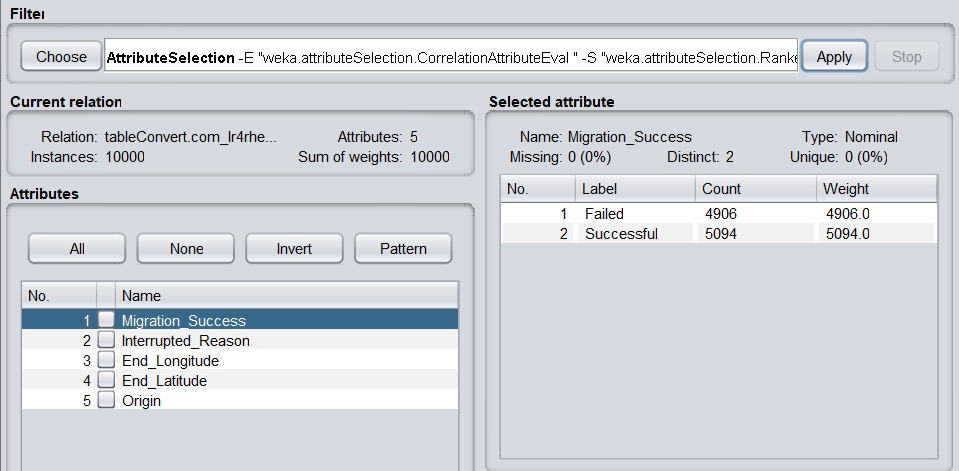 Filter
Choose AttributeSelection -E "weka.attributeSelection.CorrelationAttributeEval " -S "weka.attributeSelection.Ranke Apply Stop
Current relation
Relation: tableConvert.com_lr4rhe... Attributes: 5
Instances: 10000 Sum of weights: 10000
Attributes
All None Invert Pattern
No. Name
1 Migration_Success
2 Interrupted_Reason
3 End_Longitude
4 End_Latitude
5 Origin
Selected attribute
Name: Migration_Success Type: Nominal
Missing: 0 (0%) Distinct: 2 Unique: 0 (0%)
No. Label Count Weight
1 Failed 4906 4906.0
2 Successful 5094 5094.0